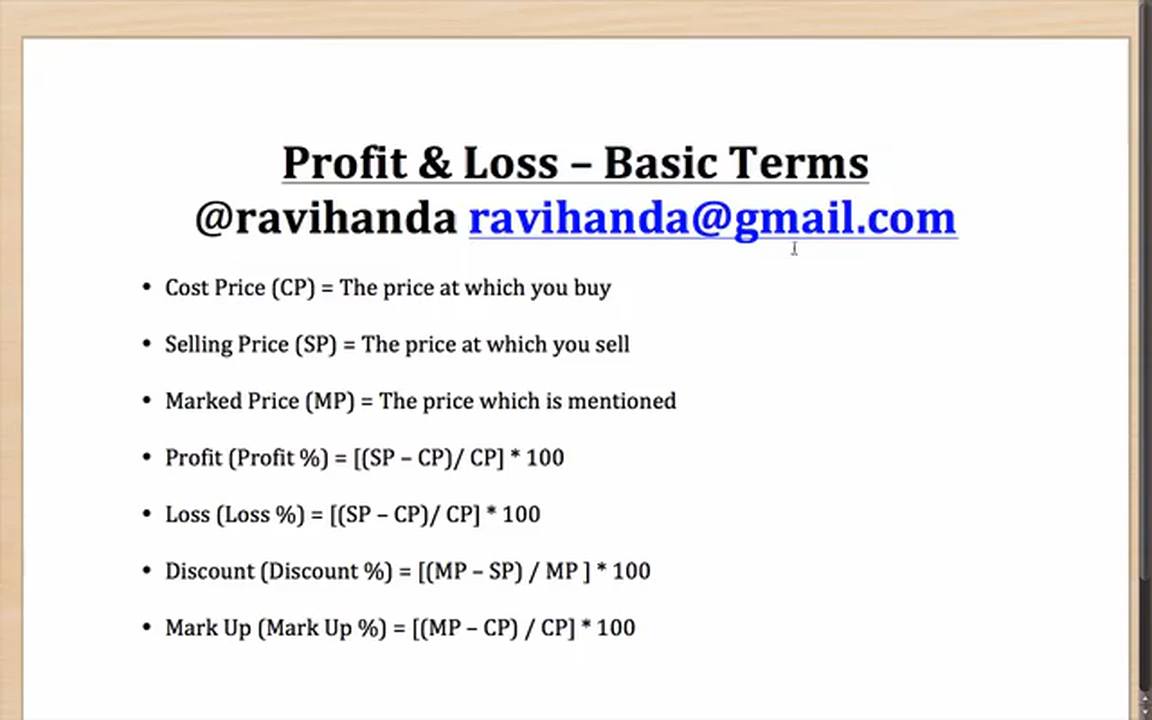 Profit & Loss – Basic Terms
@ravihanda ravihanda@gmail.com
• Cost Price (CP) = The price at which you buy
• Selling Price (SP) = The price at which you sell
• Marked Price (MP) = The price which is mentioned
• Profit (Profit %) = [(SP – CP)/ CP] * 100
• Loss (Loss %) = [(SP – CP)/ CP] * 100
• Discount (Discount %) = [(MP – SP) / MP ] * 100
• Mark Up (Mark Up %) = [(MP – CP) / CP] * 100